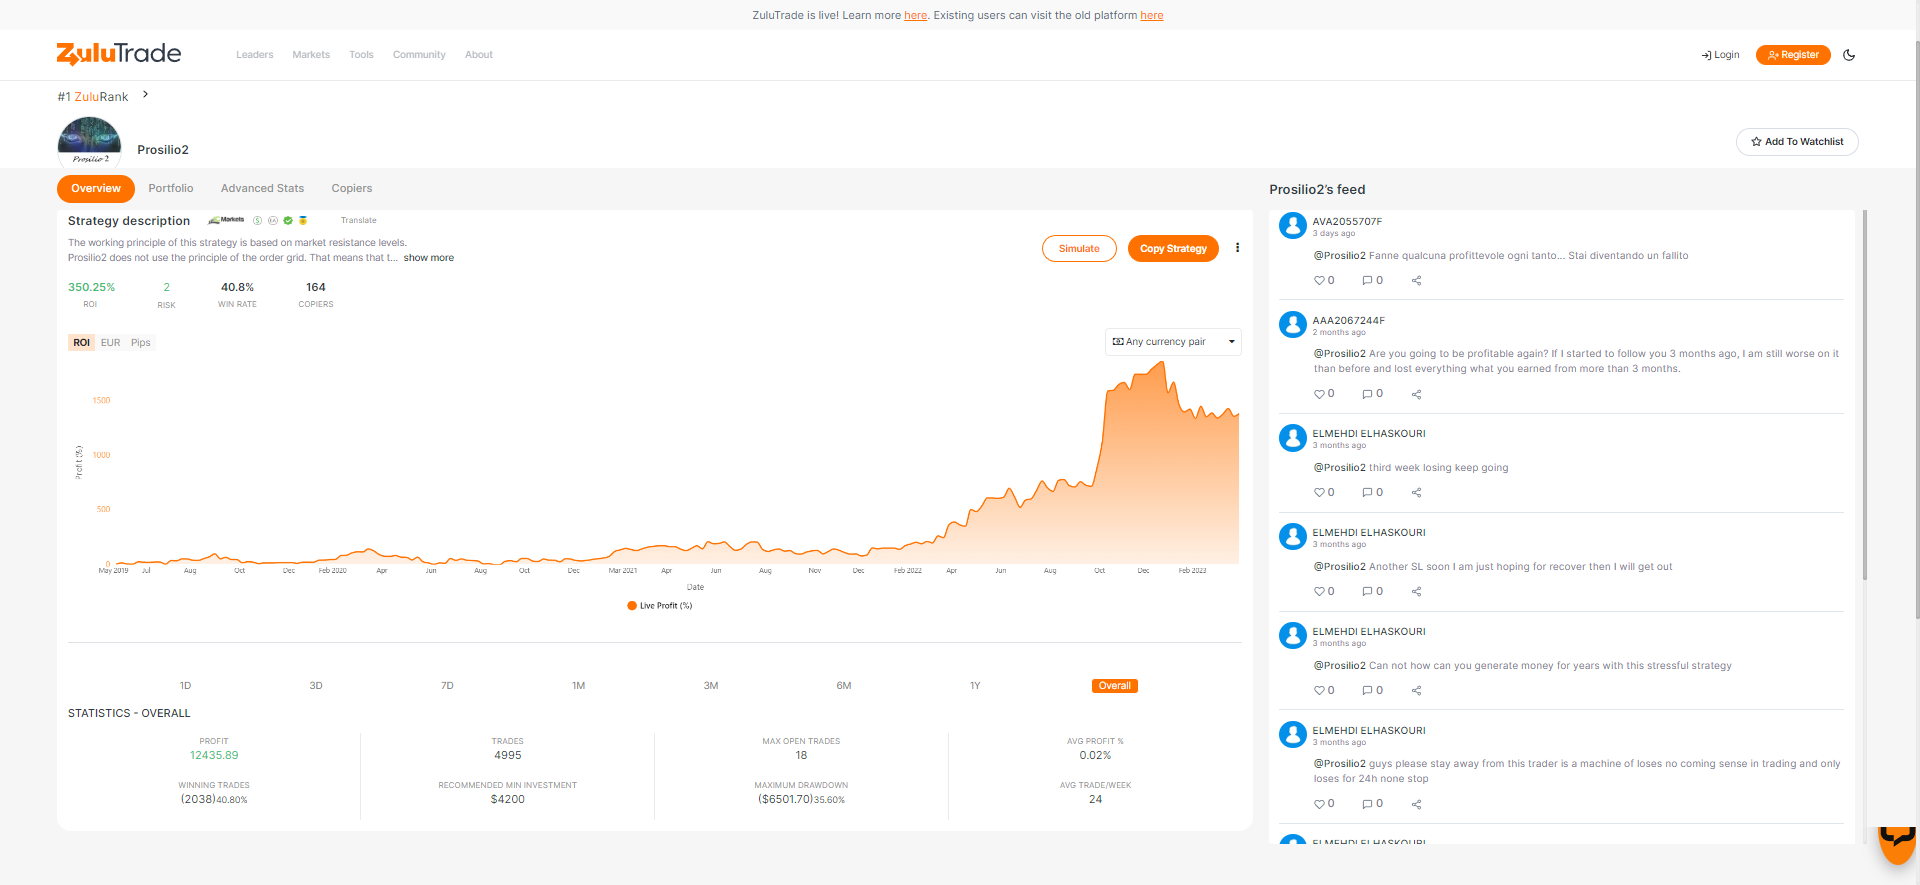 ZuluTrade is live! Learn more here. Existing users can visit the old platform here
ZuluTrade
Leaders Markets Tools Community About
Login Register
#1 ZuluRank
Prosilio 2
Prosilio2
Add To Watchlist
Overview Portfolio Advanced Stats Copiers
Strategy description Markets Translate
The working principle of this strategy is based on market resistance levels.
Prosilio2 does not use the principle of the order grid. That means that t... show more
Simulate Copy Strategy
350.25% 2 40.8% 164
ROI RISK WIN RATE COPIERS
ROI EUR Pips
Any currency pair
Profit (%)
1500
1000
500
0
May 2019 Jul Aug Oct Dec Feb 2020 Apr Jun Aug Oct Dec Mar 2021 Apr Jun Aug Nov Dec Feb 2022 Apr Jun Aug Oct Dec Feb 2023
Date
Live Profit (%)
1D 3D 7D 1M 3M 6M 1Y Overall
STATISTICS - OVERALL
PROFIT TRADES MAX OPEN TRADES AVG PROFIT %
12435.89 4995 18 0.02%
WINNING TRADES RECOMMENDED MIN INVESTMENT MAXIMUM DRAWDOWN AVG TRADE/WEEK
(2038)40.80% $4200 ($6501.70)35.60% 24
Prosilio2's feed
AVA2055707F
3 days ago
@Prosilio2 Fanne qualcuna profittevole ogni tanto... Stai diventando un fallito
0 0
AAA2067244F
2 months ago
@Prosilio2 Are you going to be profitable again? If I started to follow you 3 months ago, I am still worse on it
than before and lost everything what you earned from more than 3 months.
0 0
ELMEHDI ELHASKOURI
3 months ago
@Prosilio2 third week losing keep going
0 0
ELMEHDI ELHASKOURI
3 months ago
@Prosilio2 Another SL soon I am just hoping for recover then I will get out
0 0
ELMEHDI ELHASKOURI
3 months ago
@Prosilio2 Can not how can you generate money for years with this stressful strategy
0 0
ELMEHDI ELHASKOURI
3 months ago
@Prosilio2 guys please stay away from this trader is a machine of loses no coming sense in trading and only
loses for 24h none stop
0 0
ELMEHDI ELHASKOURI